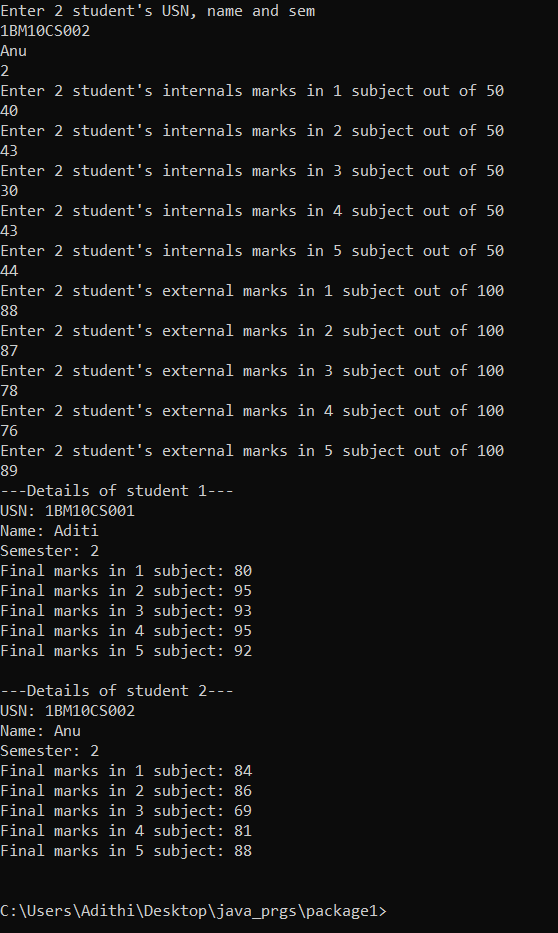 Enter 2 student's USN, name and sem
1BM10CS002
Anu
2
Enter 2 student's internals marks in 1 subject out of 50
40
Enter 2 student's internals marks in 2 subject out of 50
43
Enter 2 student's internals marks in 3 subject out of 50
30
Enter 2 student's internals marks in 4 subject out of 50
43
Enter 2 student's internals marks in 5 subject out of 50
44
Enter 2 student's external marks in 1 subject out of 100
88
Enter 2 student's external marks in 2 subject out of 100
87
Enter 2 student's external marks in 3 subject out of 100
78
Enter 2 student's external marks in 4 subject out of 100
76
Enter 2 student's external marks in 5 subject out of 100
89
---Details of student 1---
USN: 1BM10CS001
Name: Aditi
Semester: 2
Final marks in 1 subject: 80
Final marks in 2 subject: 95
Final marks in 3 subject: 93
Final marks in 4 subject: 95
Final marks in 5 subject: 92

---Details of student 2---
USN: 1BM10CS002
Name: Anu
Semester: 2
Final marks in 1 subject: 84
Final marks in 2 subject: 86
Final marks in 3 subject: 69
Final marks in 4 subject: 81
Final marks in 5 subject: 88

C:\Users\Adithi\Desktop\java_prgs\package1>